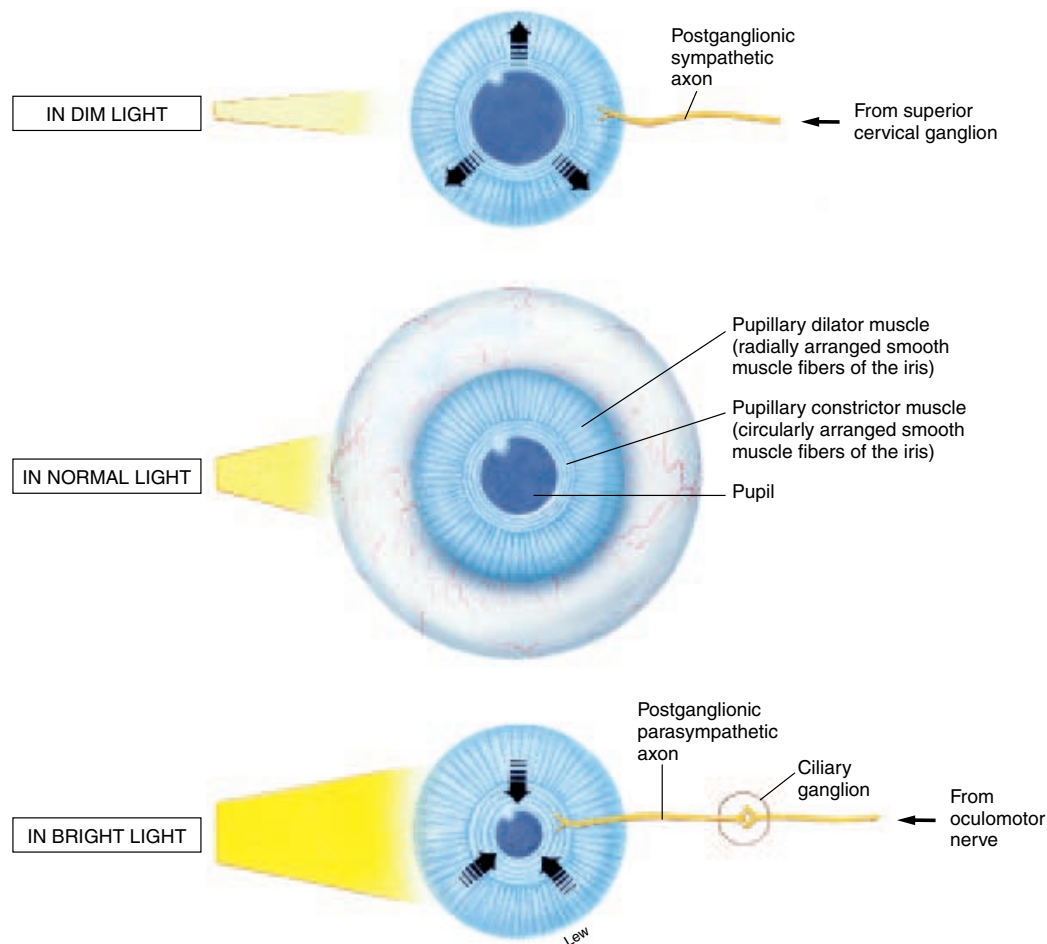 Postganglionic
sympathetic
axon
IN DIM LIGHT
From superior
cervical ganglion
Pupillary dilator muscle
(radially arranged smooth
muscle fibers of the iris)
Pupillary constrictor muscle
(circularly arranged smooth
muscle fibers of the iris)
IN NORMAL LIGHT
Pupil
Postganglionic
parasympathetic
axon
Ciliary
ganglion
IN BRIGHT LIGHT
From
oculomotor
nerve
Lew